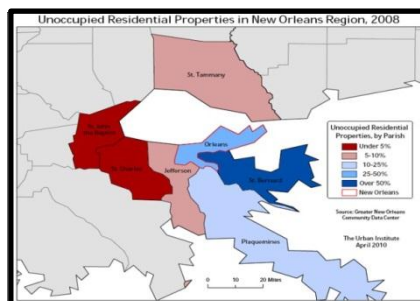 Unoccupied Residential Properties in New Orleans Region, 2008
St. Tammany
St. John
the Baptist
Orleans
St. Charles
Jefferson
St. Bernard
Plaquemines
Unoccupied Residential
Properties, by Parish
Under 5%
5-10%
10-25%
25-50%
Over 50%
New Orleans
Source: Greater New Orleans
Community Data Center
The Urban Institute
April 2010
0 10 20 Miles